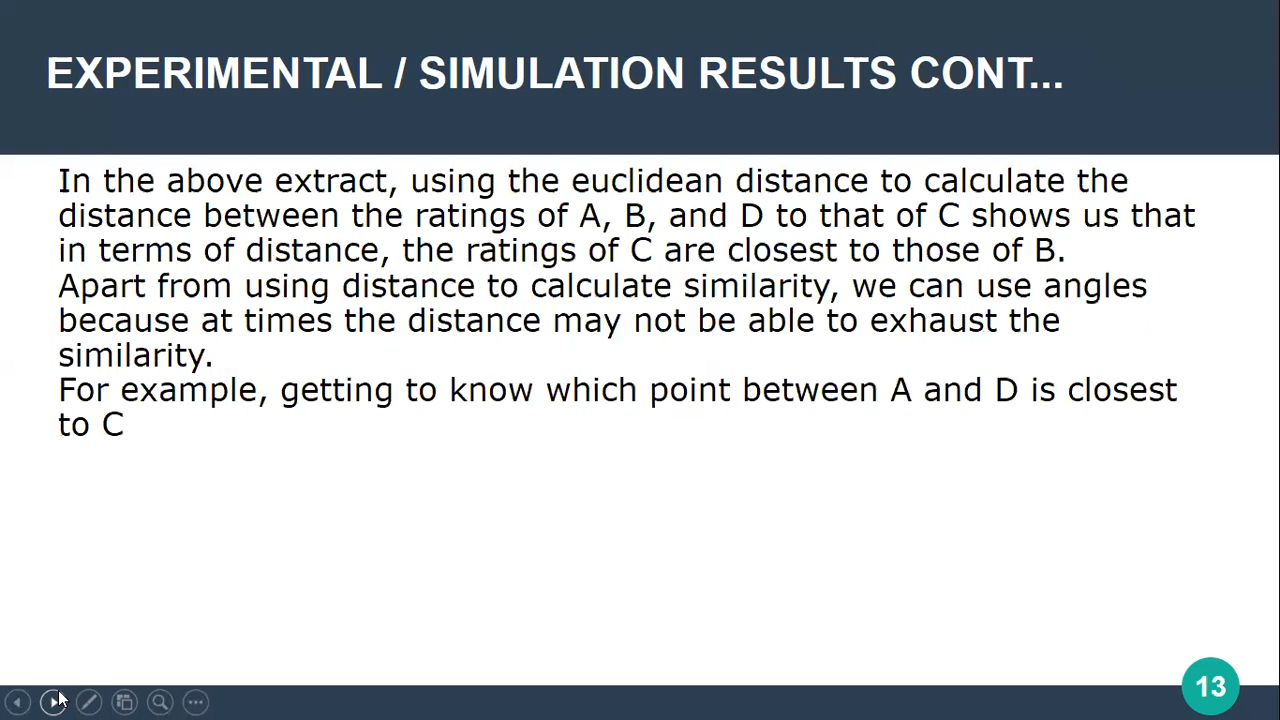 EXPERIMENTAL / SIMULATION RESULTS CONT...
In the above extract, using the euclidean distance to calculate the
distance between the ratings of A, B, and D to that of C shows us that
in terms of distance, the ratings of C are closest to those of B.
Apart from using distance to calculate similarity, we can use angles
because at times the distance may not be able to exhaust the
similarity.
For example, getting to know which point between A and D is closest
to C
13